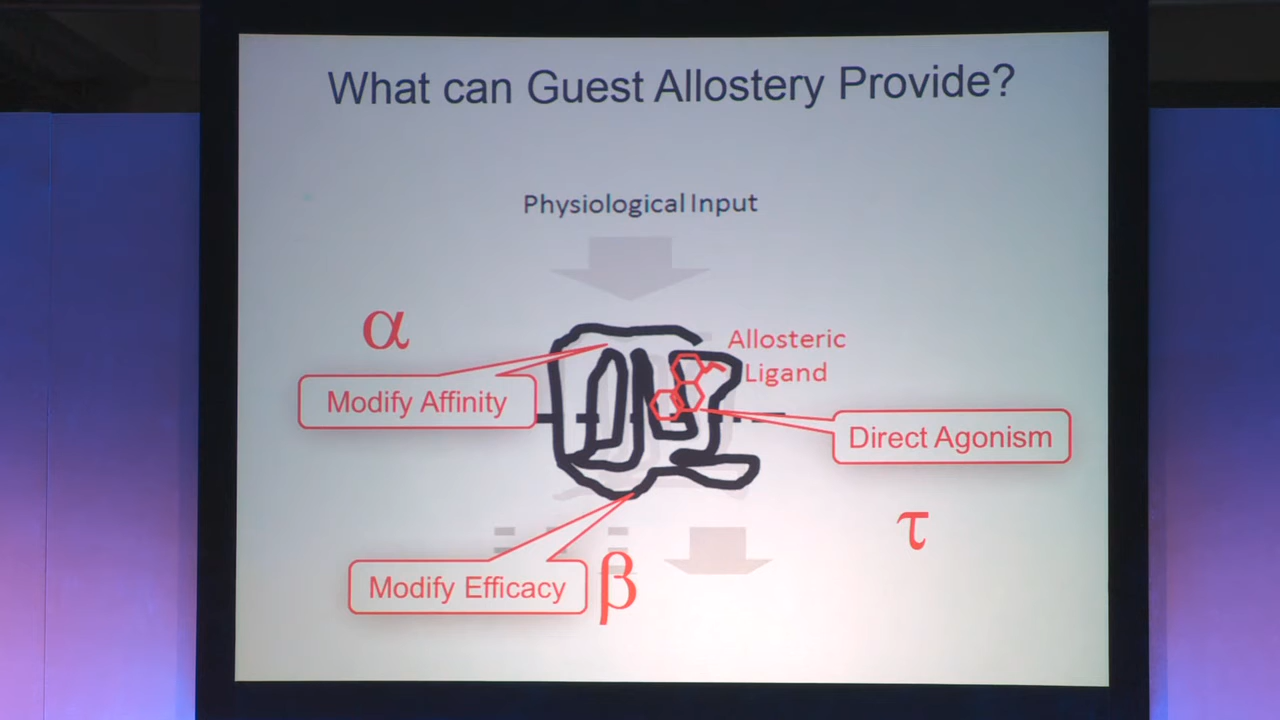 What can Guest Allostery Provide?
Physiological Input
α
Allosteric
Ligand
Modify Affinity
Direct Agonism
τ
Modify Efficacy
β